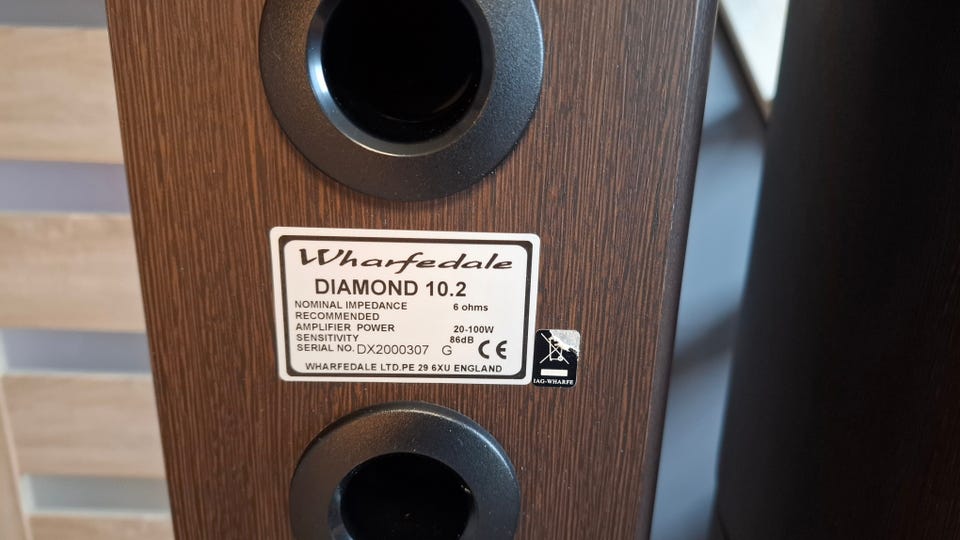 Wharfedale
DIAMOND 10.2
NOMINAL IMPEDANCE 6 ohms
RECOMMENDED
AMPLIFIER POWER 20-100W
SENSITIVITY 86dB
SERIAL NO. DX2000307 G CE
WHARFEDALE LTD.PE 29 6XU ENGLAND
IAG-WHARFE